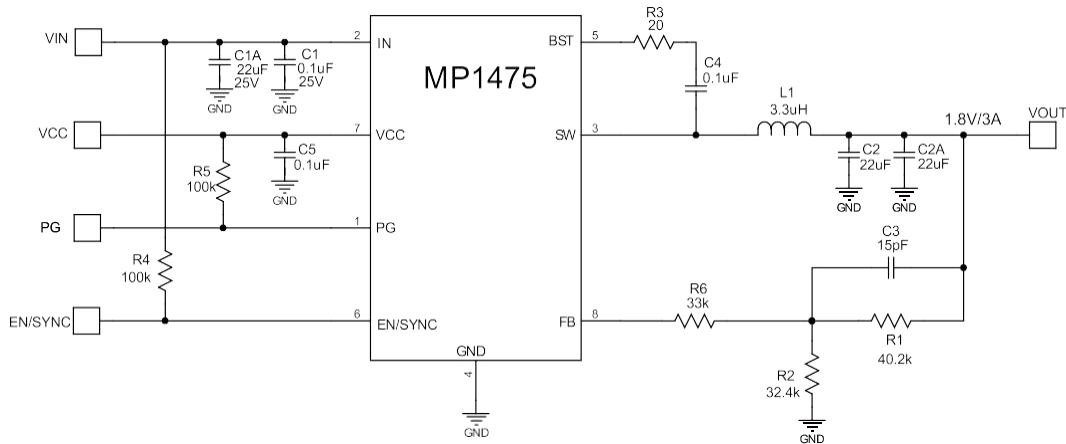 VIN
C1A
22uF
25V
GND
C1
0.1uF
25V
GND
2
IN
MP1475
BST
5
R3
20
C4
0.1uF
VCC
R5
100k
C5
0.1uF
GND
7
VCC
SW
3
L1
3.3uH
1.8V/3A
VOUT
C2
22uF
GND
C2A
22uF
GND
PG
1
PG
R4
100k
C3
15pF
EN/SYNC
6
EN/SYNC
FB
8
R6
33k
R1
40.2k
R2
32.4k
GND
GND
4
GND